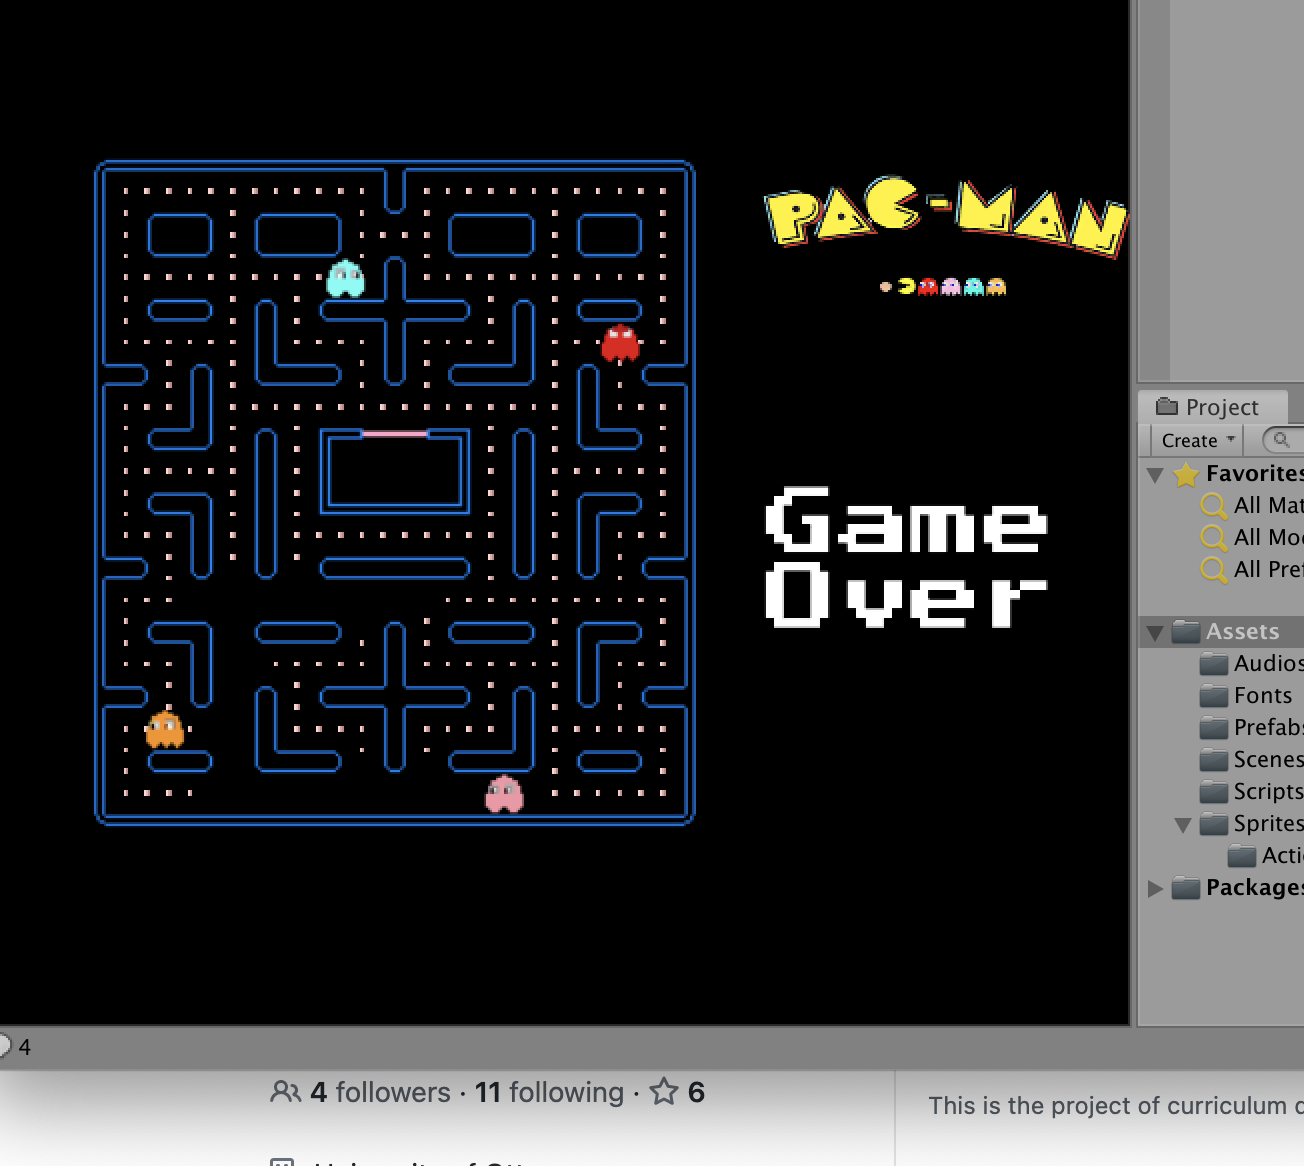 PAC-MAN
Project
Create
Favorites
All Mat
All Mod
All Pref
Game
Over
Assets
Audios
Fonts
Prefabs
Scenes
Scripts
Sprites
Acti
Packages
4
4 followers · 11 following · 6
This is the project of curriculum d